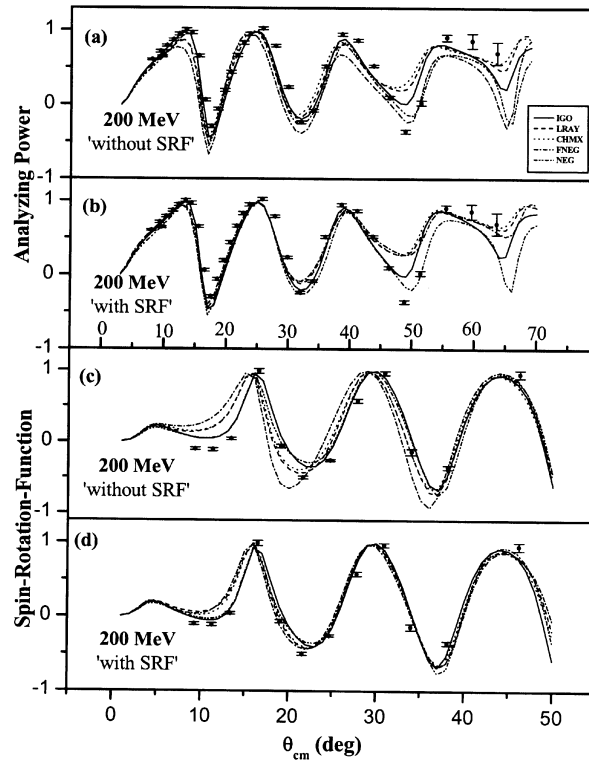 Analyzing Power
Spin-Rotation-Function
1
0
-1
(a)
200 MeV
'without SRF'
IGO
LRAY
CHMX
FNEG
NEG
1
0
-1
(b)
200 MeV
'with SRF'
0 10 20 30 40 50 60 70
1
0
-1
(c)
200 MeV
'without SRF'
1
0
-1
(d)
200 MeV
'with SRF'
0 10 20 30 40 50
θcm (deg)